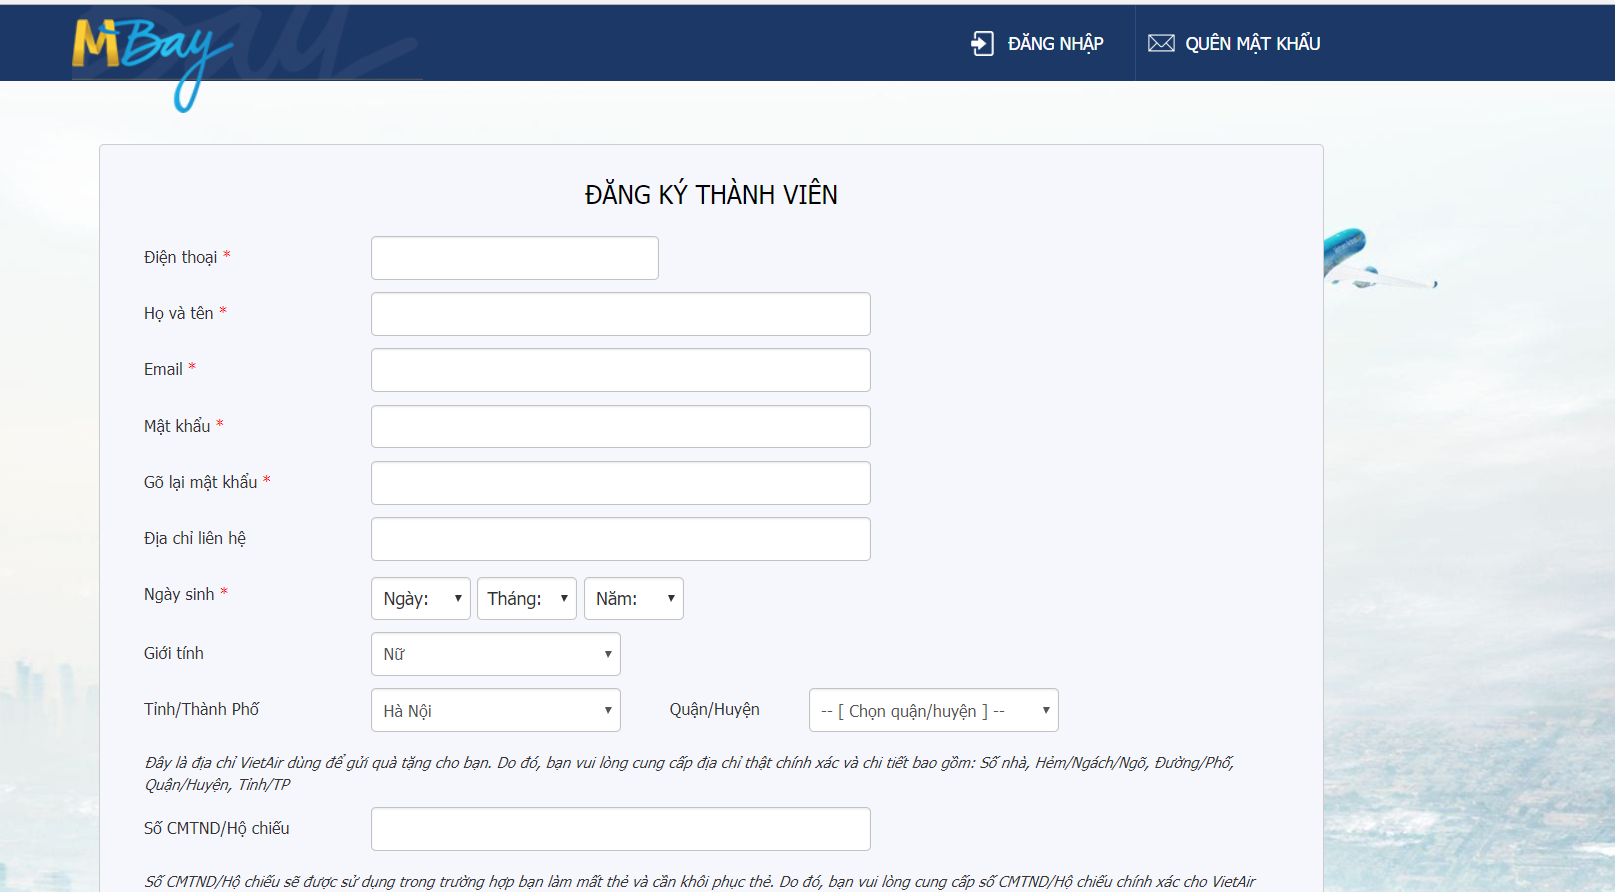 MBay
ĐĂNG NHẬP
QUÊN MẬT KHẨU
ĐĂNG KÝ THÀNH VIÊN
Điện thoại *
Họ và tên *
Email *
Mật khẩu *
Gõ lại mật khẩu *
Địa chỉ liên hệ
Ngày sinh * Ngày: Tháng: Năm:
Giới tính Nữ
Tỉnh/Thành Phố Hà Nội Quận/Huyện -- [ Chọn quận/huyện ] --
Đây là địa chỉ VietAir dùng để gửi quà tặng cho bạn. Do đó, bạn vui lòng cung cấp địa chỉ thật chính xác và chi tiết bao gồm: Số nhà, Hẻm/Ngách/Ngõ, Đường/Phố,
Quận/Huyện, Tỉnh/TP
Số CMTND/Hộ chiếu
Số CMTND/Hộ chiếu sẽ được sử dụng trong trường hợp bạn làm mất thẻ và cần khôi phục thẻ. Do đó, bạn vui lòng cung cấp số CMTND/Hộ chiếu chính xác cho VietAir